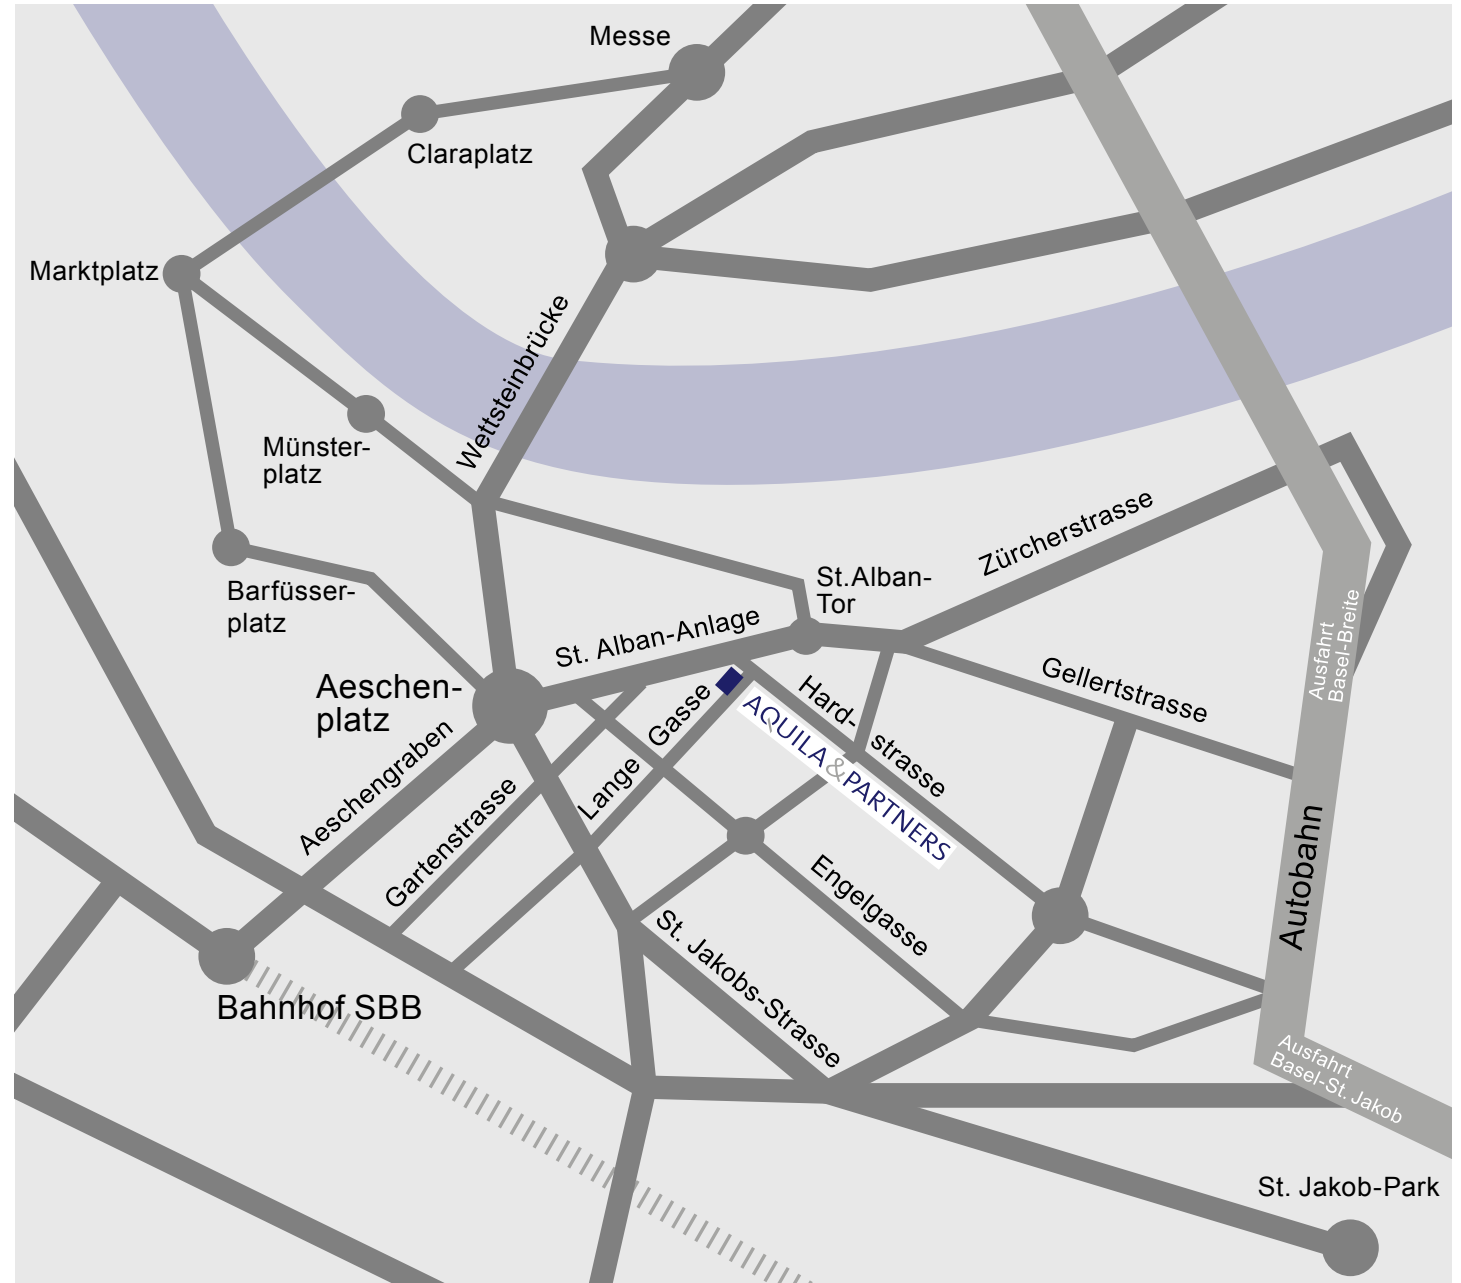 Messe
Claraplatz
Marktplatz
Wettsteinbrücke
Münster-
platz
Zürcherstrasse
St.Alban-
Tor
Barfüsser-
platz
St. Alban-Anlage
Ausfahrt
Basel-Breite
Gellertstrasse
Aeschen-
platz
Hard-
strasse
Lange Gasse
AQUILA&PARTNERS
Aeschengraben
Gartenstrasse
Engelgasse
Autobahn
St. Jakobs-Strasse
Bahnhof SBB
Ausfahrt
Basel-St. Jakob
St. Jakob-Park